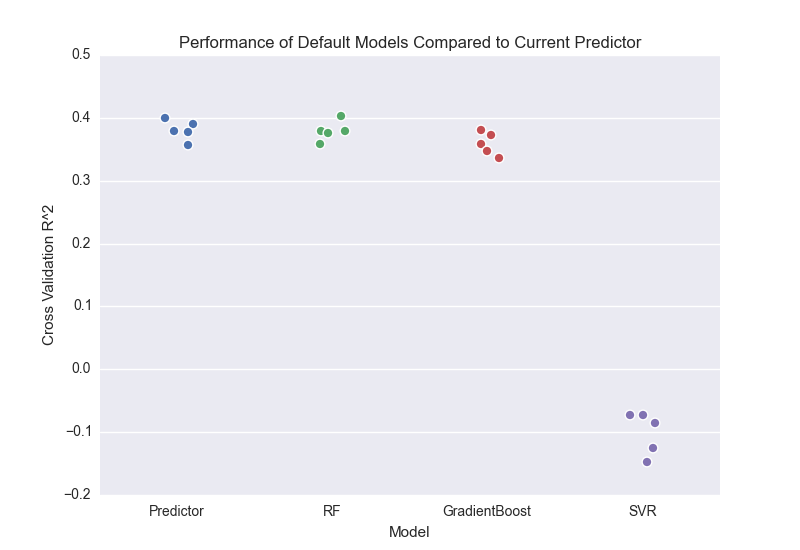 Performance of Default Models Compared to Current Predictor
0.5
0.4
0.3
0.2
0.1
0.0
−0.1
−0.2
Cross Validation R^2
Predictor RF GradientBoost SVR
Model